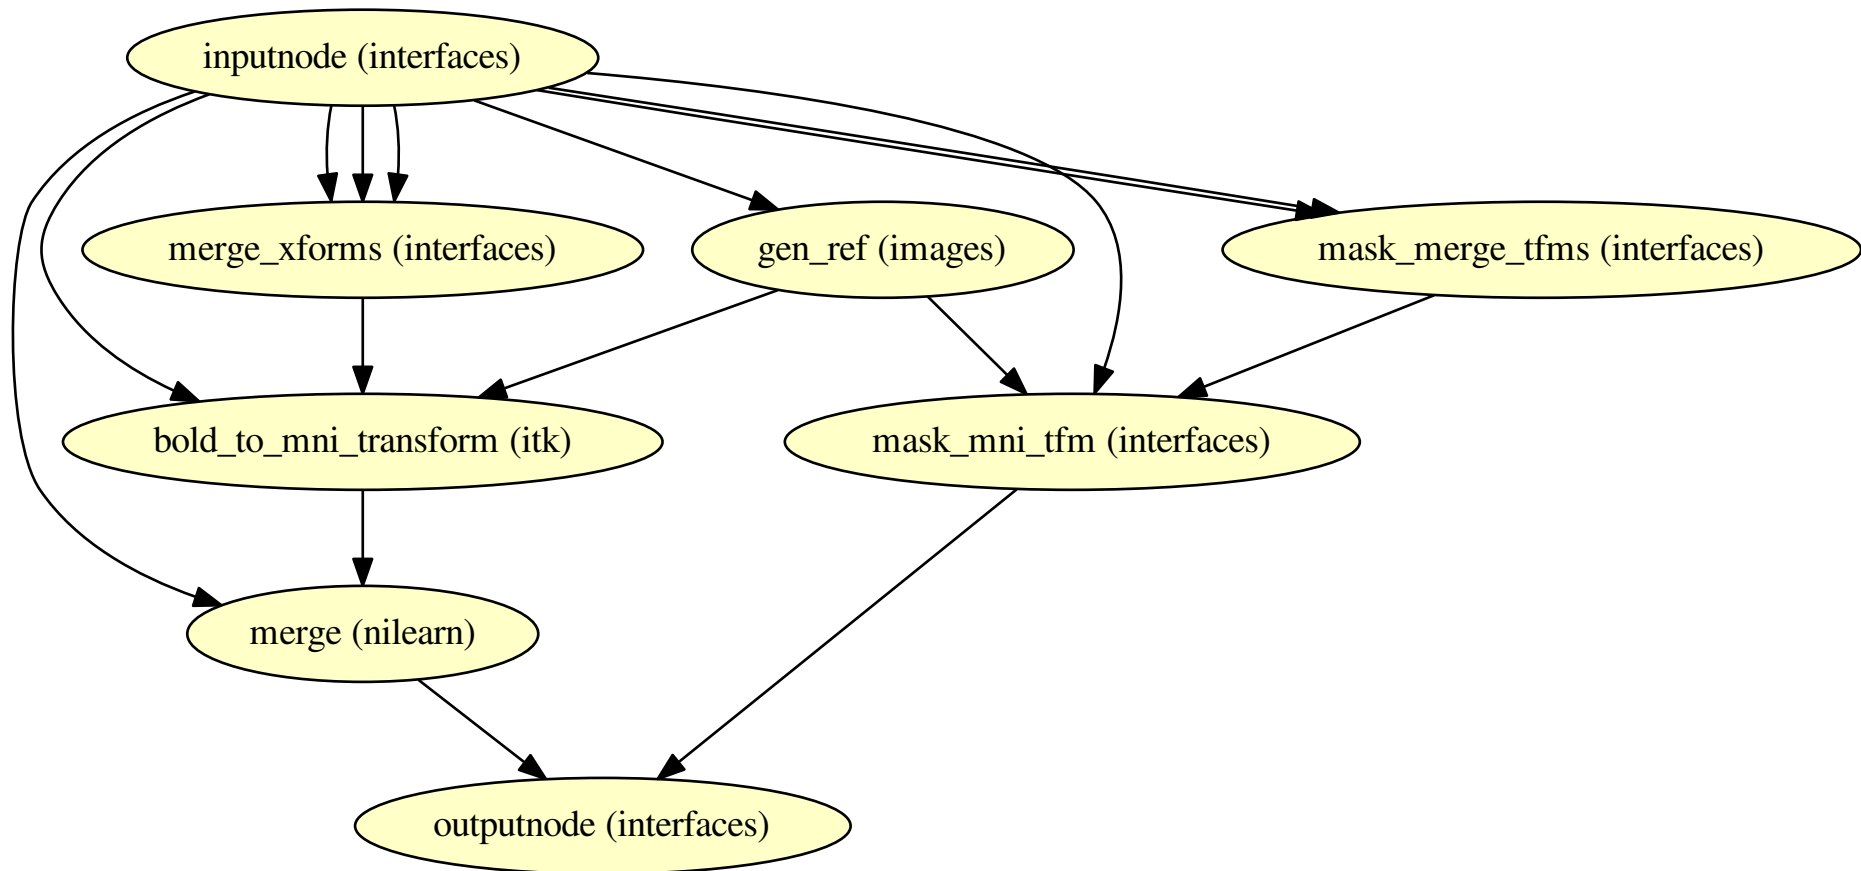 inputnode (interfaces)
merge_xforms (interfaces)
gen_ref (images)
mask_merge_tfms (interfaces)
bold_to_mni_transform (itk)
mask_mni_tfm (interfaces)
merge (nilearn)
outputnode (interfaces)